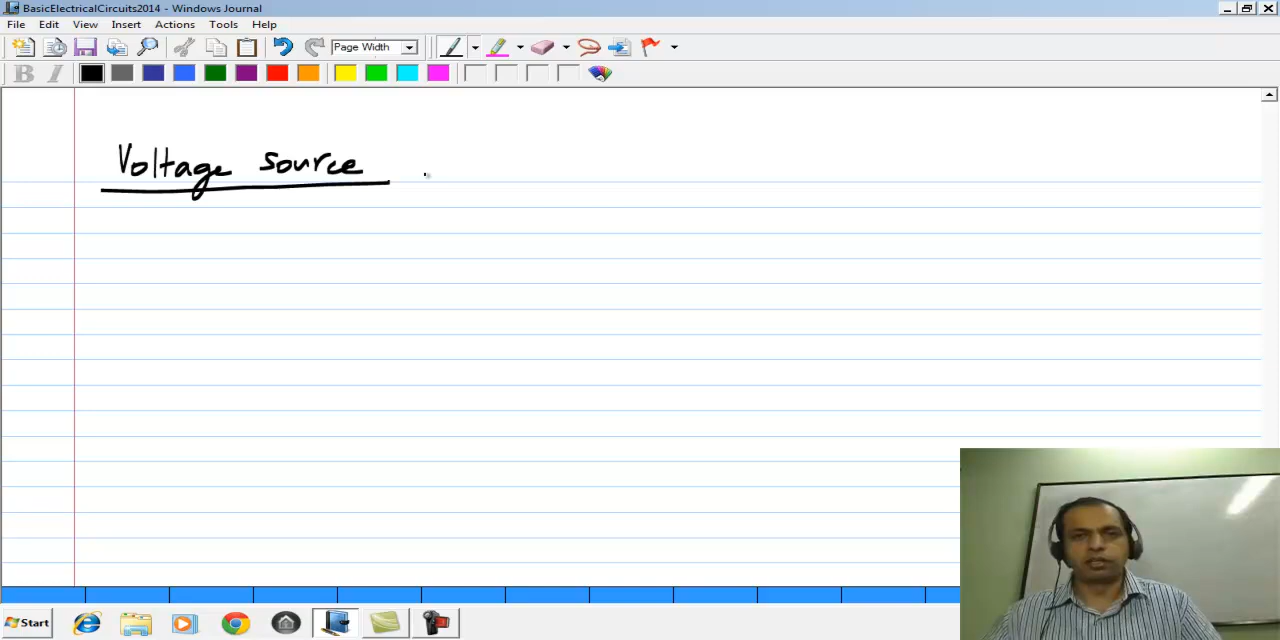 BasicElectricalCircuits2014 - Windows Journal
File Edit View Insert Actions Tools Help
Page Width
B I
Voltage source
Start